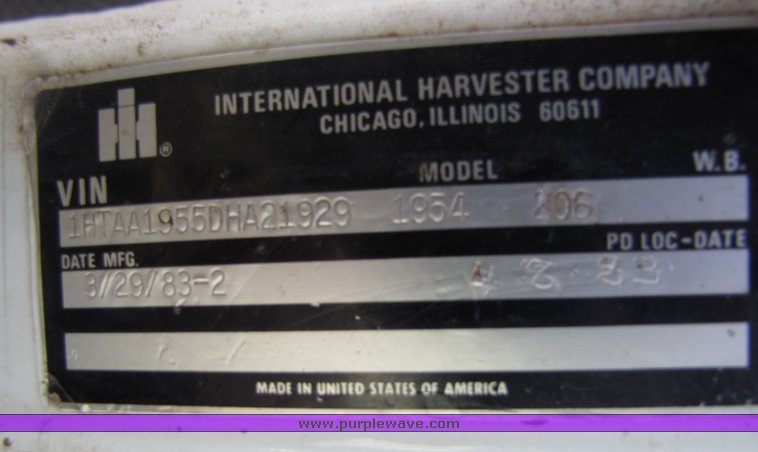 INTERNATIONAL HARVESTER COMPANY
CHICAGO, ILLINOIS 60611
IH ®
VIN MODEL W.B.
1HTAA1955DHA21929 1954
DATE MFG. PD LOC-DATE
3/29/83-2
MADE IN UNITED STATES OF AMERICA
www.purplewave.com